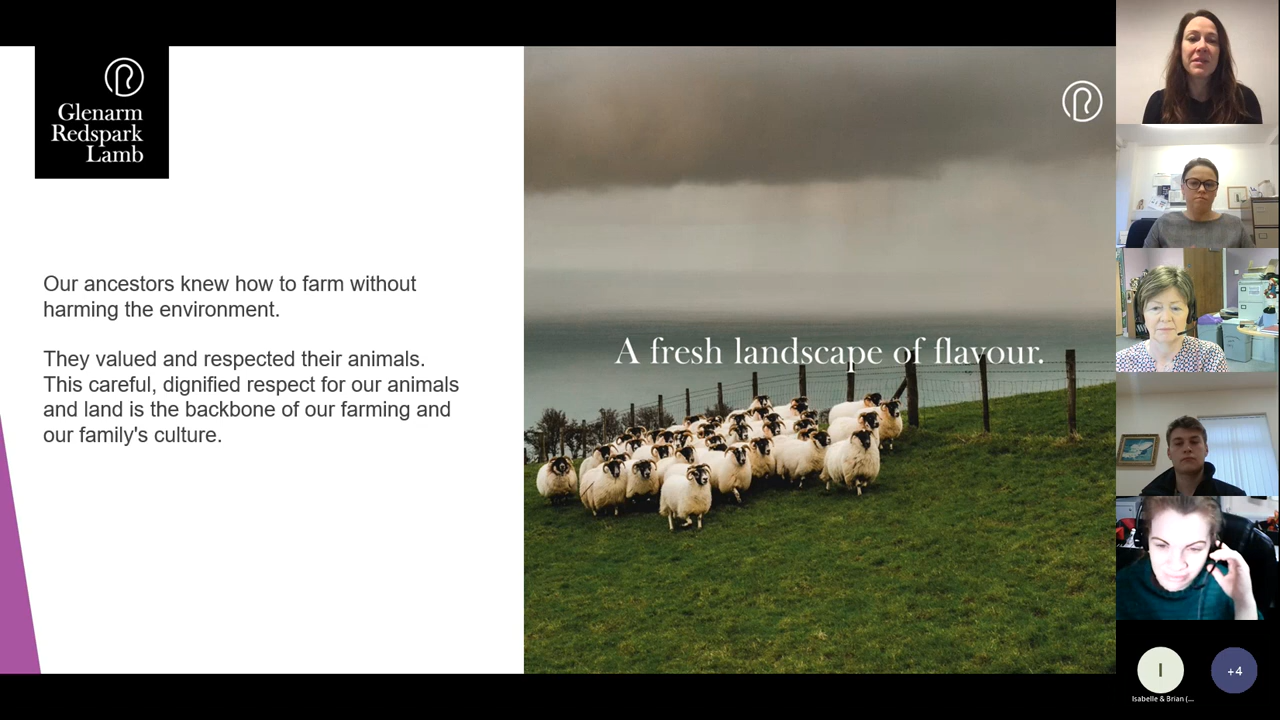 Glenarm
Redspark
Lamb
Our ancestors knew how to farm without
harming the environment.
They valued and respected their animals.
This careful, dignified respect for our animals
and land is the backbone of our farming and
our family's culture.
A fresh landscape of flavour.
I
+4
Isabelle & Brian (...